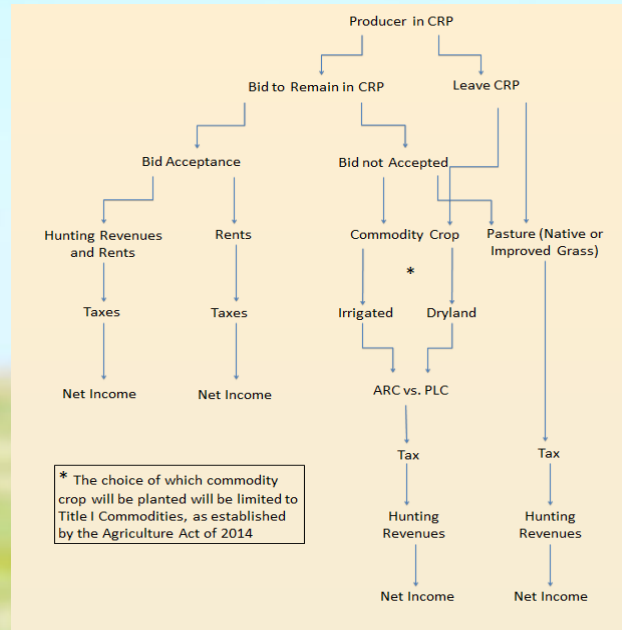 Producer in CRP
Bid to Remain in CRP
Leave CRP
Bid Acceptance
Bid not Accepted
Hunting Revenues
and Rents
Rents
Commodity Crop
Pasture (Native or
Improved Grass)
*
Taxes
Taxes
Irrigated
Dryland
Net Income
Net Income
ARC vs. PLC
Tax
Tax
* The choice of which commodity
crop will be planted will be limited to
Title I Commodities, as established
by the Agriculture Act of 2014
Hunting
Revenues
Hunting
Revenues
Net Income
Net Income